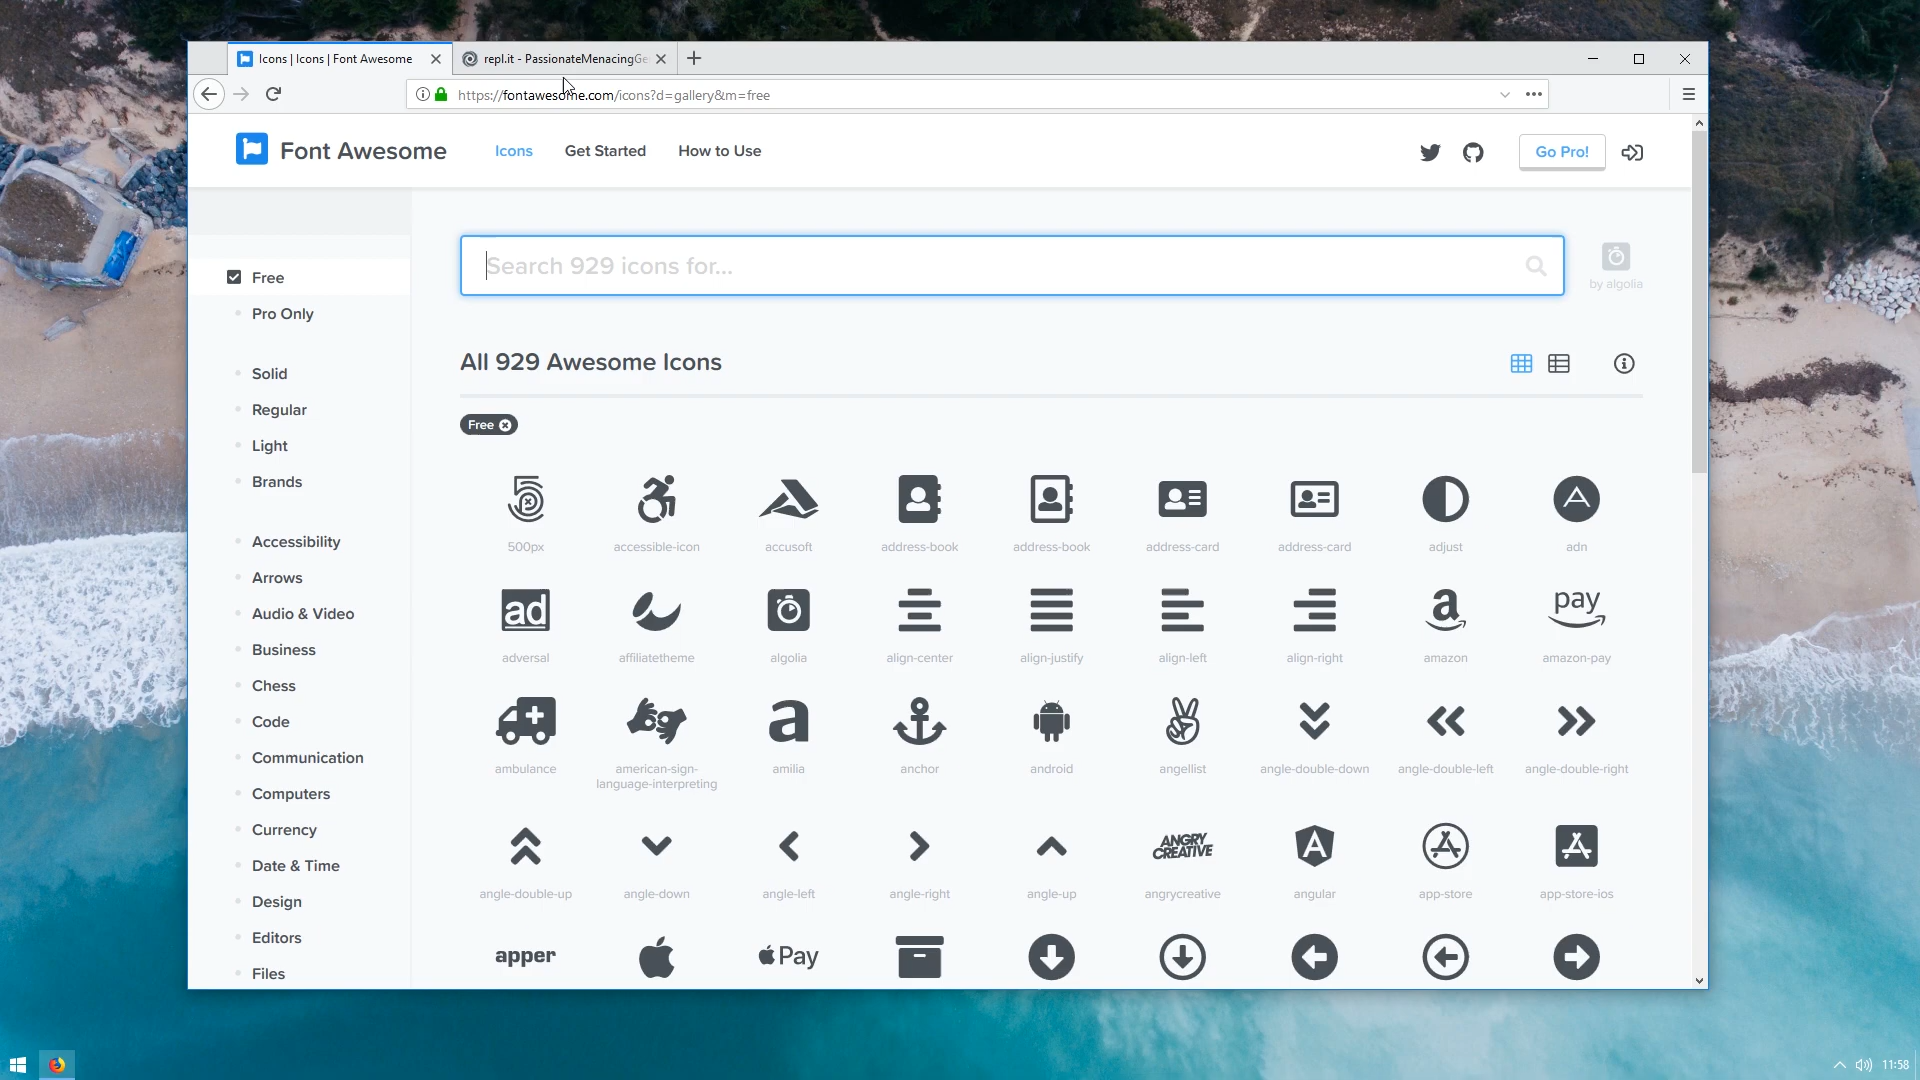 Icons | Icons | Font Awesome
repl.it - PassionateMenacingGe
https://fontawesome.com/icons?d=gallery&m=free
Font Awesome
Icons
Get Started
How to Use
Go Pro!
Search 929 icons for...
by algolia
Free
Pro Only
Solid
Regular
Light
Brands
Accessibility
Arrows
Audio & Video
Business
Chess
Code
Communication
Computers
Currency
Date & Time
Design
Editors
Files
All 929 Awesome Icons
Free
500px
accessible-icon
accusoft
address-book
address-book
address-card
address-card
adjust
adn
ad
a
pay
adversal
affiliatetheme
algolia
align-center
align-justify
align-left
align-right
amazon
amazon-pay
a
ambulance
american-sign-
language-interpreting
amilia
anchor
android
angellist
angle-double-down
angle-double-left
angle-double-right
ANGRY
CREATIVE
A
angle-double-up
angle-down
angle-left
angle-right
angle-up
angrycreative
angular
app-store
app-store-ios
apper
Pay
11:58